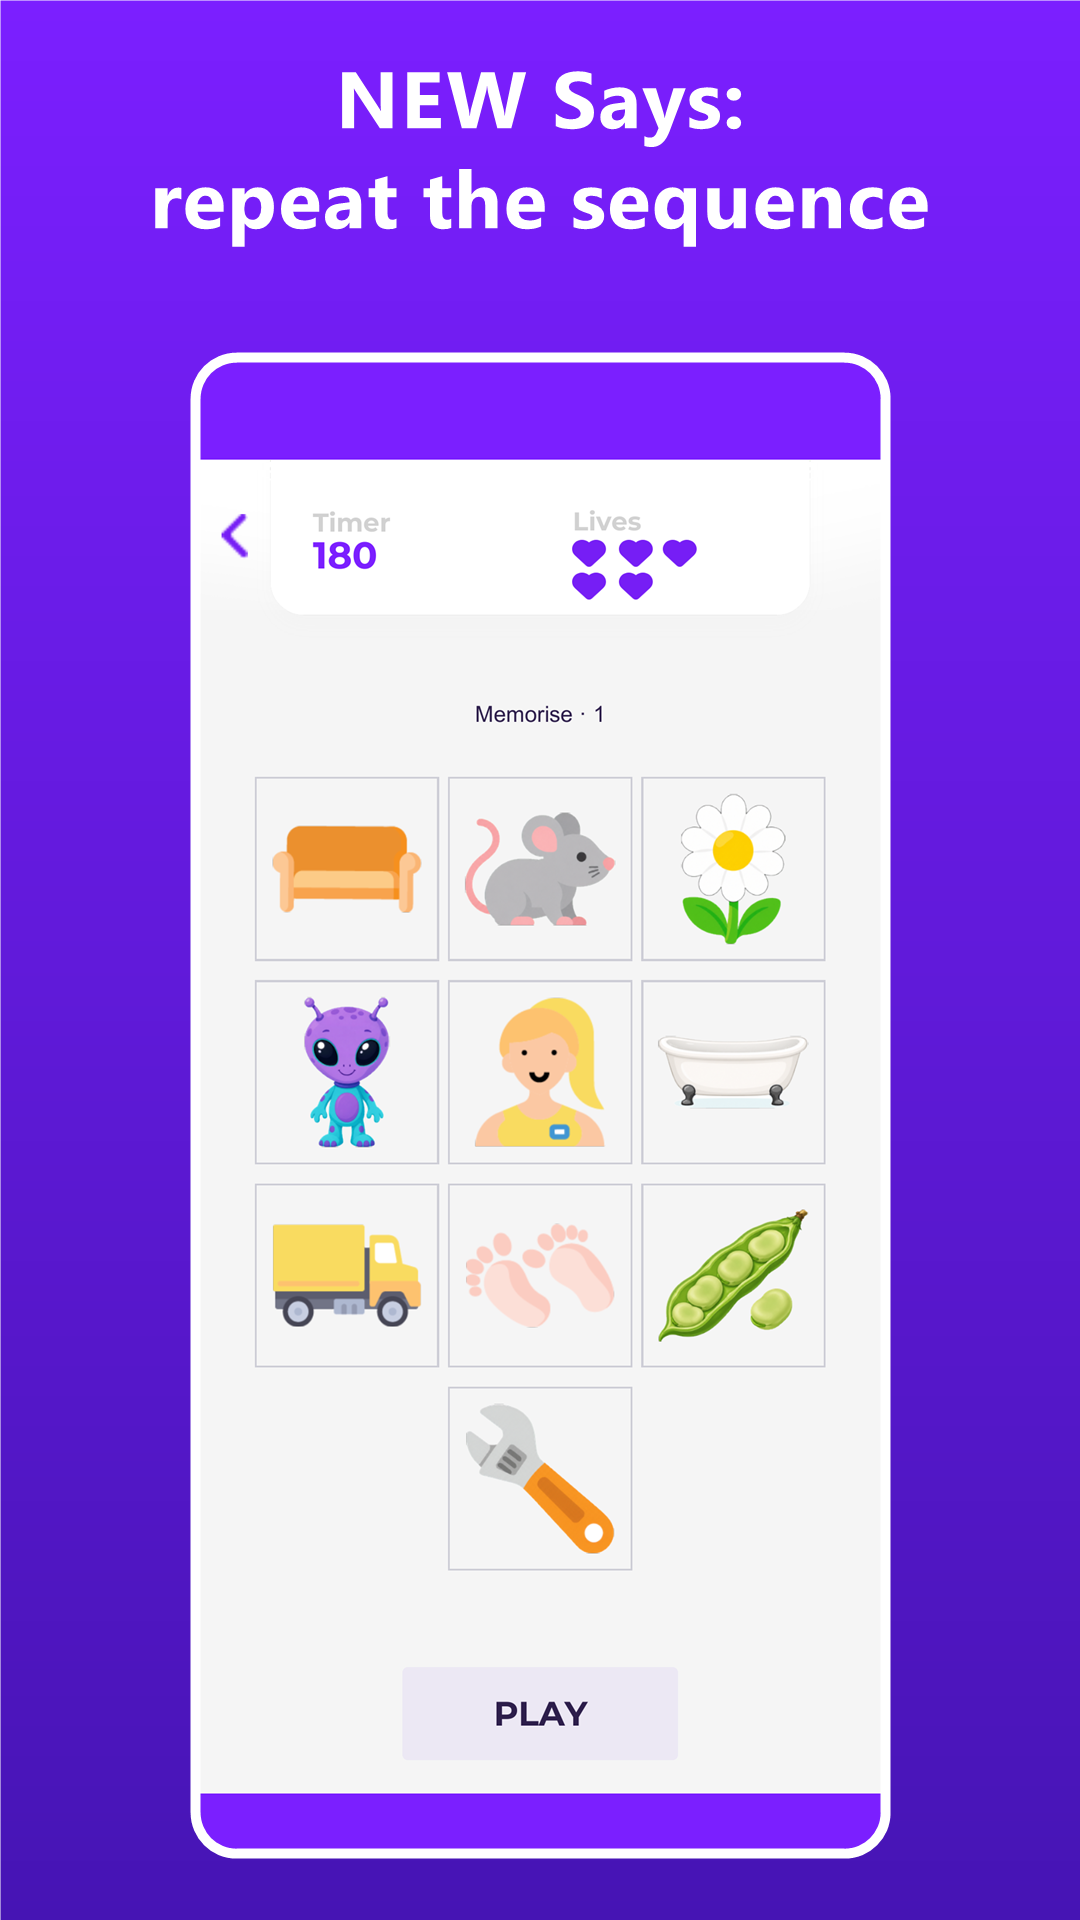 NEW Says:
repeat the sequence
Timer
180
Lives
Memorise · 1
PLAY